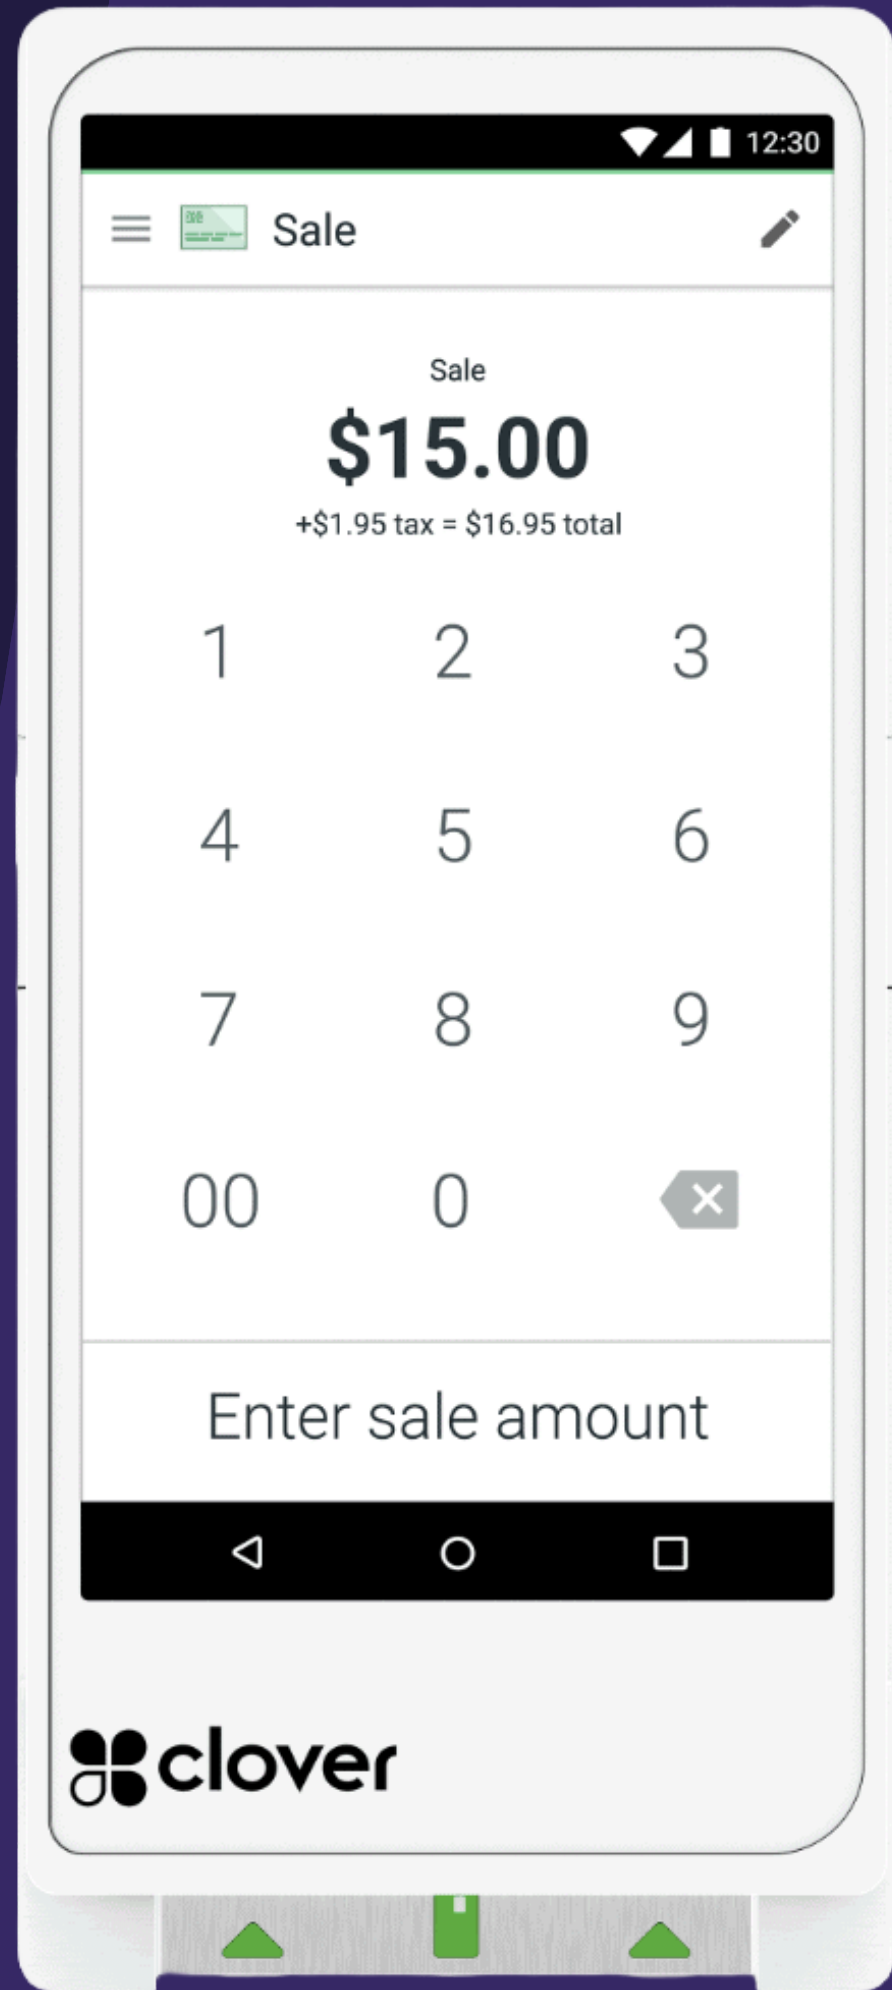 12:30
Sale
Sale
$15.00
+$1.95 tax = $16.95 total
1 2 3
4 5 6
7 8 9
00 0
Enter sale amount
clover